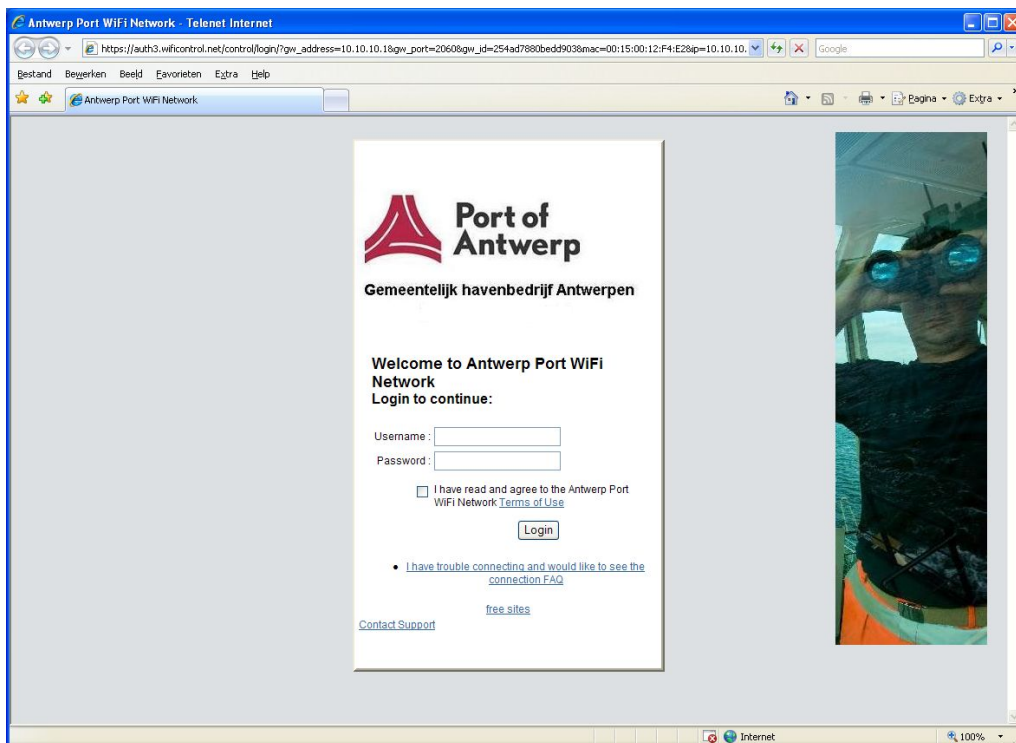 Antwerp Port WiFi Network - Telenet Internet
https://auth3.wificontrol.net/control/login/?gw_address=10.10.10.1&gw_port=2060&gw_id=254ad7880bedd903&mac=00:15:00:12:F4:E2&ip=10.10.10.
Google
Bestand Bewerken Beeld Favorieten Extra Help
Antwerp Port WiFi Network
Pagina Extra
Port of
Antwerp
Gemeentelijk havenbedrijf Antwerpen
Welcome to Antwerp Port WiFi
Network
Login to continue:
Username :
Password :
I have read and agree to the Antwerp Port
WiFi Network Terms of Use
Login
• I have trouble connecting and would like to see the
connection FAQ
free sites
Contact Support
Internet
100%